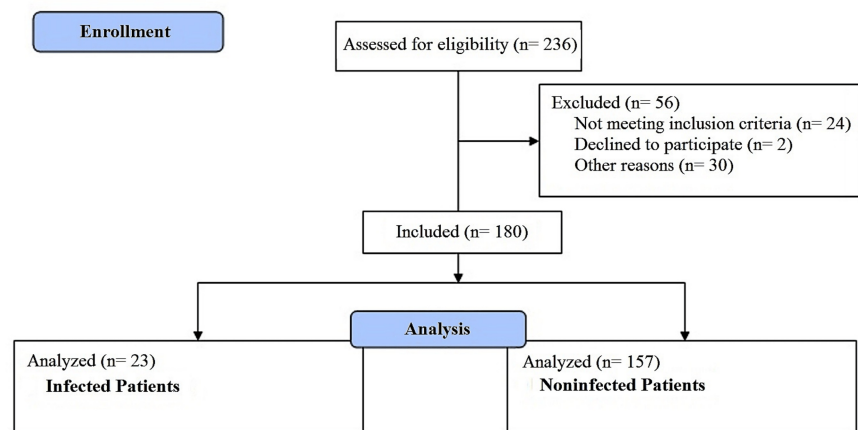 Enrollment
Assessed for eligibility (n= 236)
Excluded (n= 56)
Not meeting inclusion criteria (n= 24)
Declined to participate (n= 2)
Other reasons (n= 30)
Included (n= 180)
Analysis
Analyzed (n= 23)
Infected Patients
Analyzed (n= 157)
Noninfected Patients